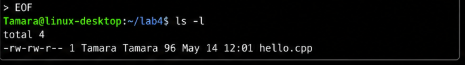 > EOF
Tamara@linux-desktop:~/lab4$ ls -l
total 4
-rw-rw-r-- 1 Tamara Tamara 96 May 14 12:01 hello.cpp